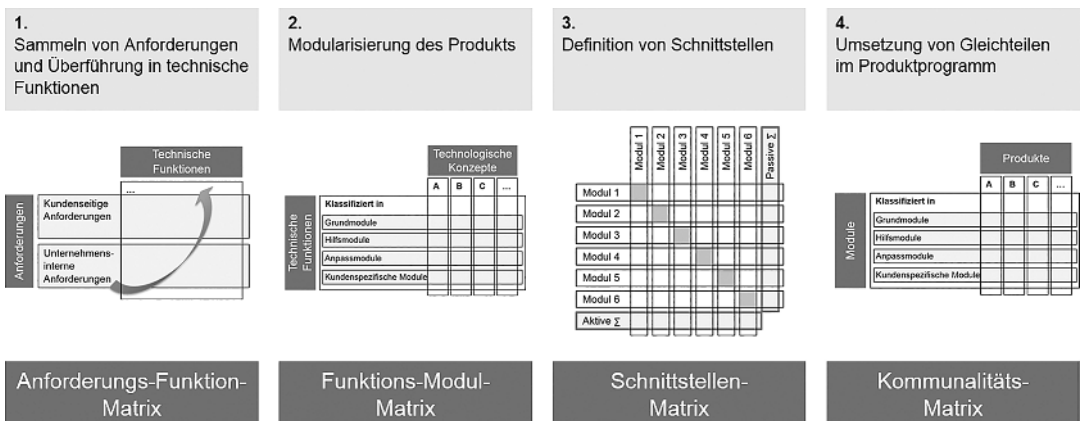 1.
Sammeln von Anforderungen
und Überführung in technische
Funktionen
2.
Modularisierung des Produkts
3.
Definition von Schnittstellen
4.
Umsetzung von Gleichteilen
im Produktprogramm
Technische
Funktionen
...
Anforderungen
Kundenseitige
Anforderungen
Unternehmens-
interne
Anforderungen
Technologische
Konzepte
A B C ...
Technische
Funktionen
Klassifiziert in
Grundmodule
Hilfsmodule
Anpassmodule
Kundenspezifische Module
Modul 1
Modul 2
Modul 3
Modul 4
Modul 5
Modul 6
Passive ∑
Modul 1
Modul 2
Modul 3
Modul 4
Modul 5
Modul 6
Aktive ∑
Produkte
A B C ...
Module
Klassifiziert in
Grundmodule
Hilfsmodule
Anpassmodule
Kundenspezifische Module
Anforderungs-Funktion-
Matrix
Funktions-Modul-
Matrix
Schnittstellen-
Matrix
Kommunalitäts-
Matrix